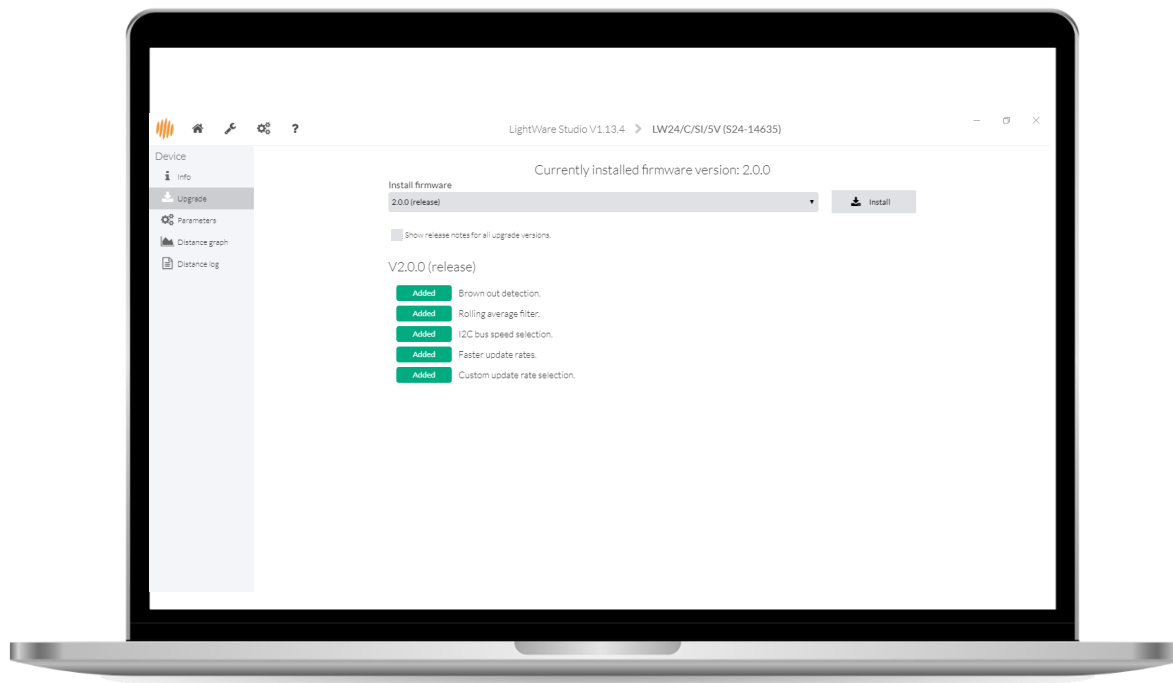 ?
LightWare Studio V1.13.4
LW24/C/SI/5V (S24-14635)
Device
Info
Upgrade
Parameters
Distance graph
Distance log
Currently installed firmware version: 2.0.0
Install firmware
2.0.0 (release)
Install
Show release notes for all upgrade versions.
V2.0.0 (release)
Added Brown out detection.
Added Rolling average filter.
Added I2C bus speed selection.
Added Faster update rates.
Added Custom update rate selection.